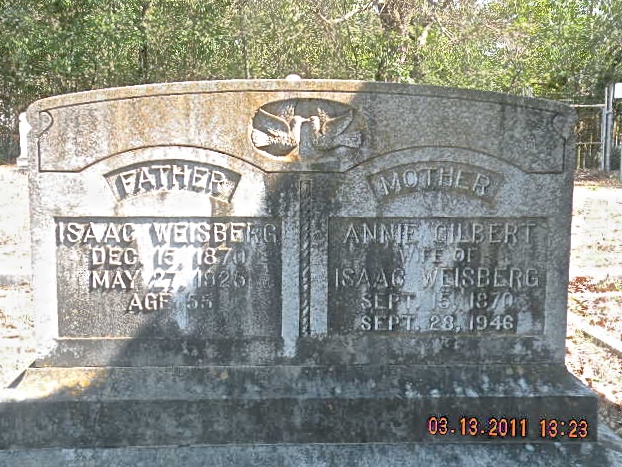 FATHER
ISAAC WEISBERG
DEC. 15, 1870
MAY 27, 1925
AGE 55
MOTHER
ANNIE GILBERT
WIFE OF
ISAAC WEISBERG
SEPT. 15, 1870
SEPT. 28, 1946
03.13.2011 13:23